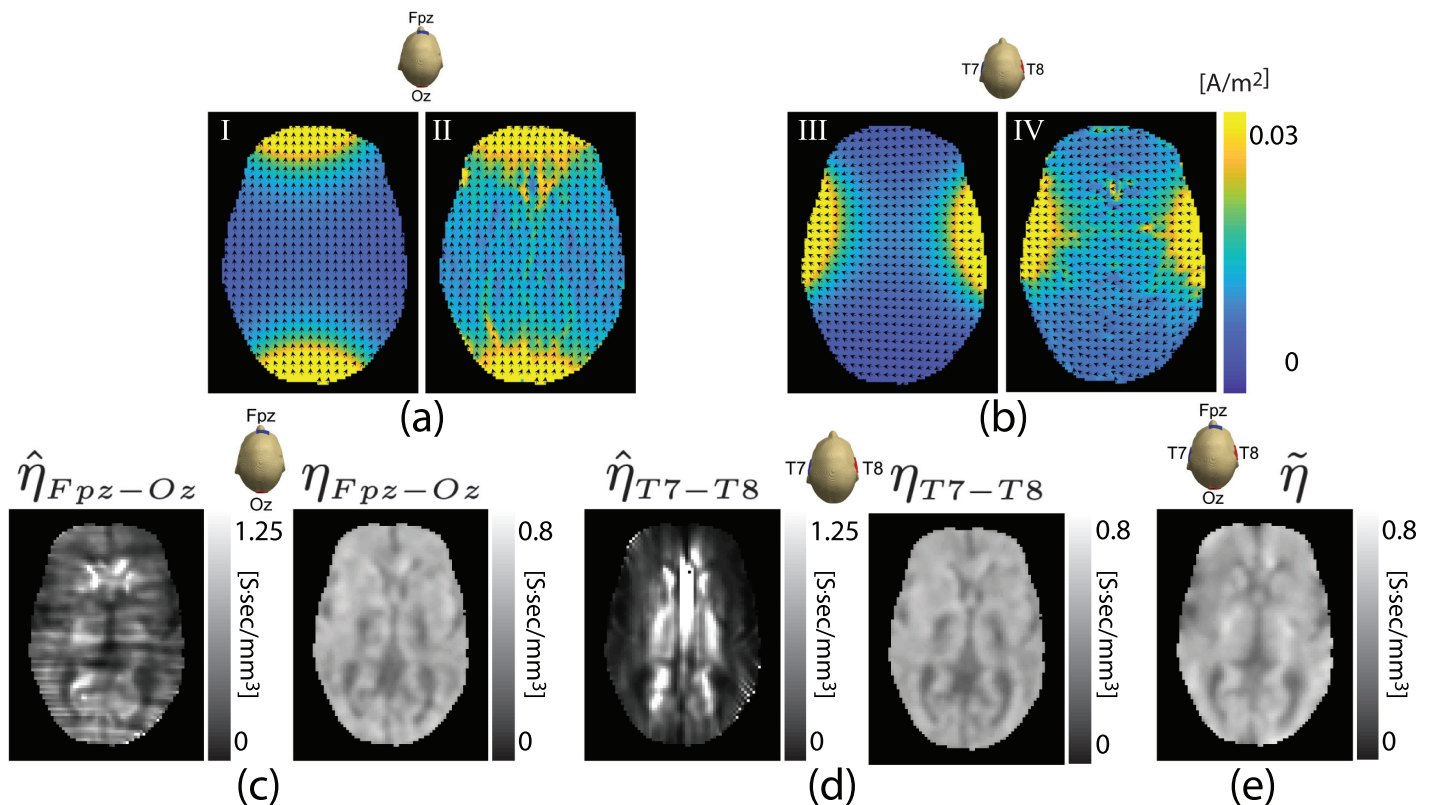 Fpz
Oz
T7 T8
[A/m²]
I II III IV
0.03
0
(a) (b)
Fpz
Oz
T7 T8
Fpz
T7 T8
Oz
η̂Fpz−Oz ηFpz−Oz η̂T7−T8 ηT7−T8 η̃
1.25 0.8 1.25 0.8 0.8
[S·sec/mm³] [S·sec/mm³] [S·sec/mm³] [S·sec/mm³] [S·sec/mm³]
0 0 0 0 0
(c) (d) (e)